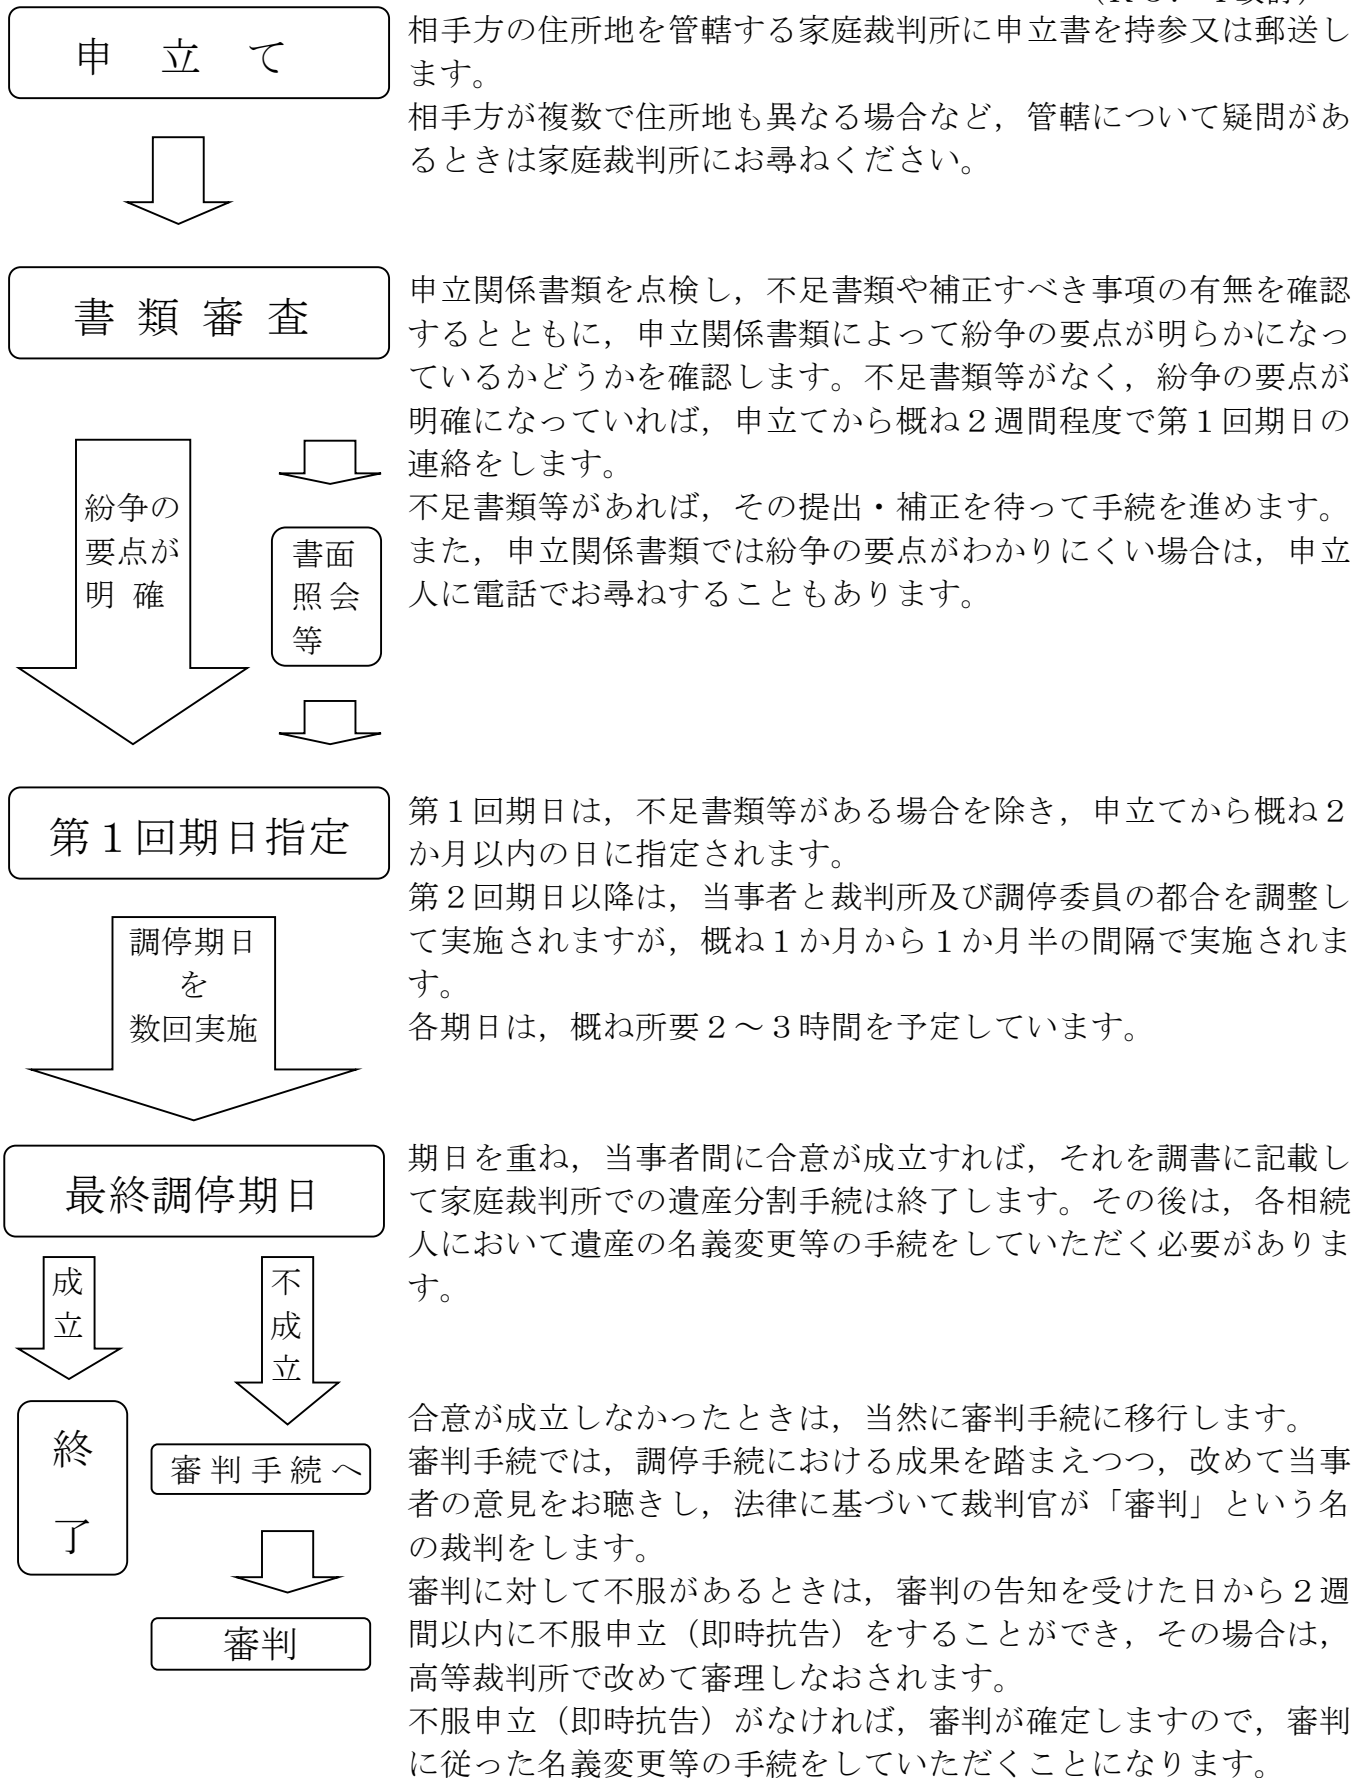 申　立　て
相手方の住所地を管轄する家庭裁判所に申立書を持参又は郵送し
ます。
相手方が複数で住所地も異なる場合など，管轄について疑問があ
るときは家庭裁判所にお尋ねください。
書 類 審 査
申立関係書類を点検し，不足書類や補正すべき事項の有無を確認
するとともに，申立関係書類によって紛争の要点が明らかになっ
ているかどうかを確認します。不足書類等がなく，紛争の要点が
明確になっていれば，申立てから概ね２週間程度で第１回期日の
連絡をします。
不足書類等があれば，その提出・補正を待って手続を進めます。
また，申立関係書類では紛争の要点がわかりにくい場合は，申立
人に電話でお尋ねすることもあります。
紛争の
要点が
明 確
書面
照会
等
第１回期日指定
第１回期日は，不足書類等がある場合を除き，申立てから概ね２
か月以内の日に指定されます。
第２回期日以降は，当事者と裁判所及び調停委員の都合を調整し
て実施されますが，概ね１か月から１か月半の間隔で実施されま
す。
各期日は，概ね所要２～３時間を予定しています。
調停期日
を
数回実施
最終調停期日
期日を重ね，当事者間に合意が成立すれば，それを調書に記載し
て家庭裁判所での遺産分割手続は終了します。その後は，各相続
人において遺産の名義変更等の手続をしていただく必要がありま
す。
成立
不成立
終了
審判手続へ
合意が成立しなかったときは，当然に審判手続に移行します。
審判手続では，調停手続における成果を踏まえつつ，改めて当事
者の意見をお聴きし，法律に基づいて裁判官が「審判」という名
の裁判をします。
審判に対して不服があるときは，審判の告知を受けた日から２週
間以内に不服申立（即時抗告）をすることができ，その場合は，
高等裁判所で改めて審理しなおされます。
不服申立（即時抗告）がなければ，審判が確定しますので，審判
に従った名義変更等の手続をしていただくことになります。
審判